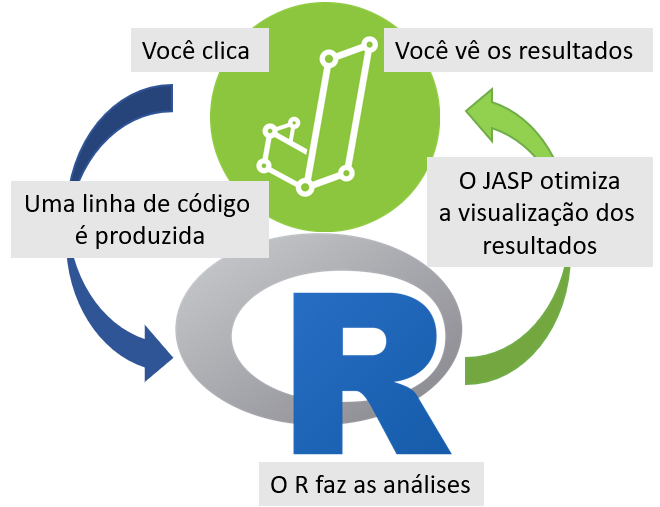 Você clica
Você vê os resultados
Uma linha de código
é produzida
O JASP otimiza
a visualização dos
resultados
R
O R faz as análises